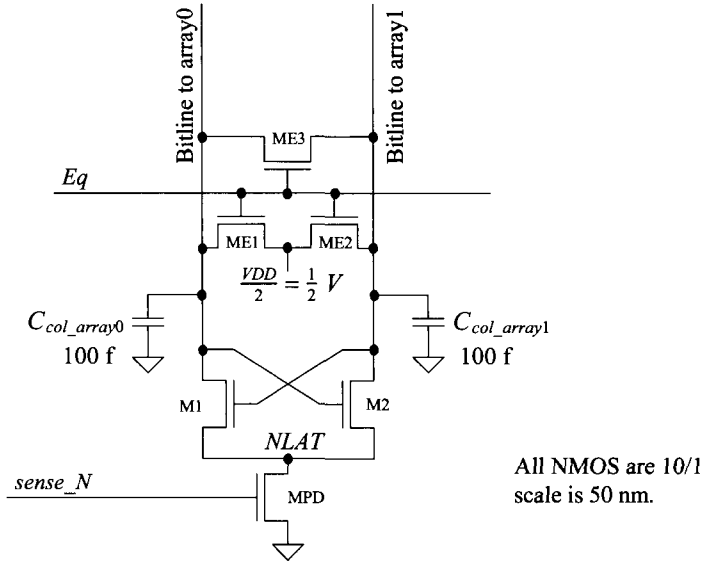 Bitline to array0
Bitline to array1
ME3
Eq
ME1
ME2
VDD/2 = 1/2 V
C_col_array0
100 f
C_col_array1
100 f
M1
M2
NLAT
sense_N
MPD
All NMOS are 10/1
scale is 50 nm.